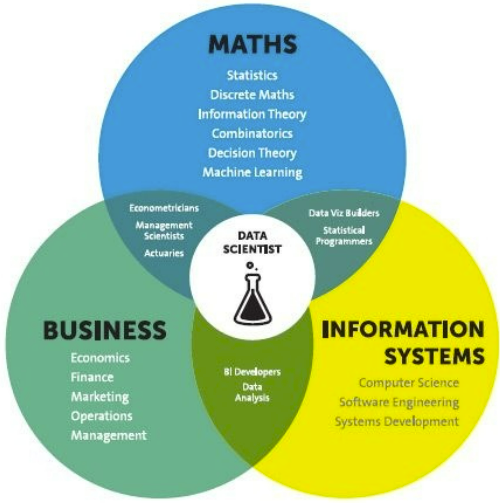 MATHS
Statistics
Discrete Maths
Information Theory
Combinatorics
Decision Theory
Machine Learning
Econometricians
Management
Scientists
Actuaries
DATA
SCIENTIST
Data Viz Builders
Statistical
Programmers
BUSINESS
Economics
Finance
Marketing
Operations
Management
BI Developers
Data
Analysis
INFORMATION
SYSTEMS
Computer Science
Software Engineering
Systems Development